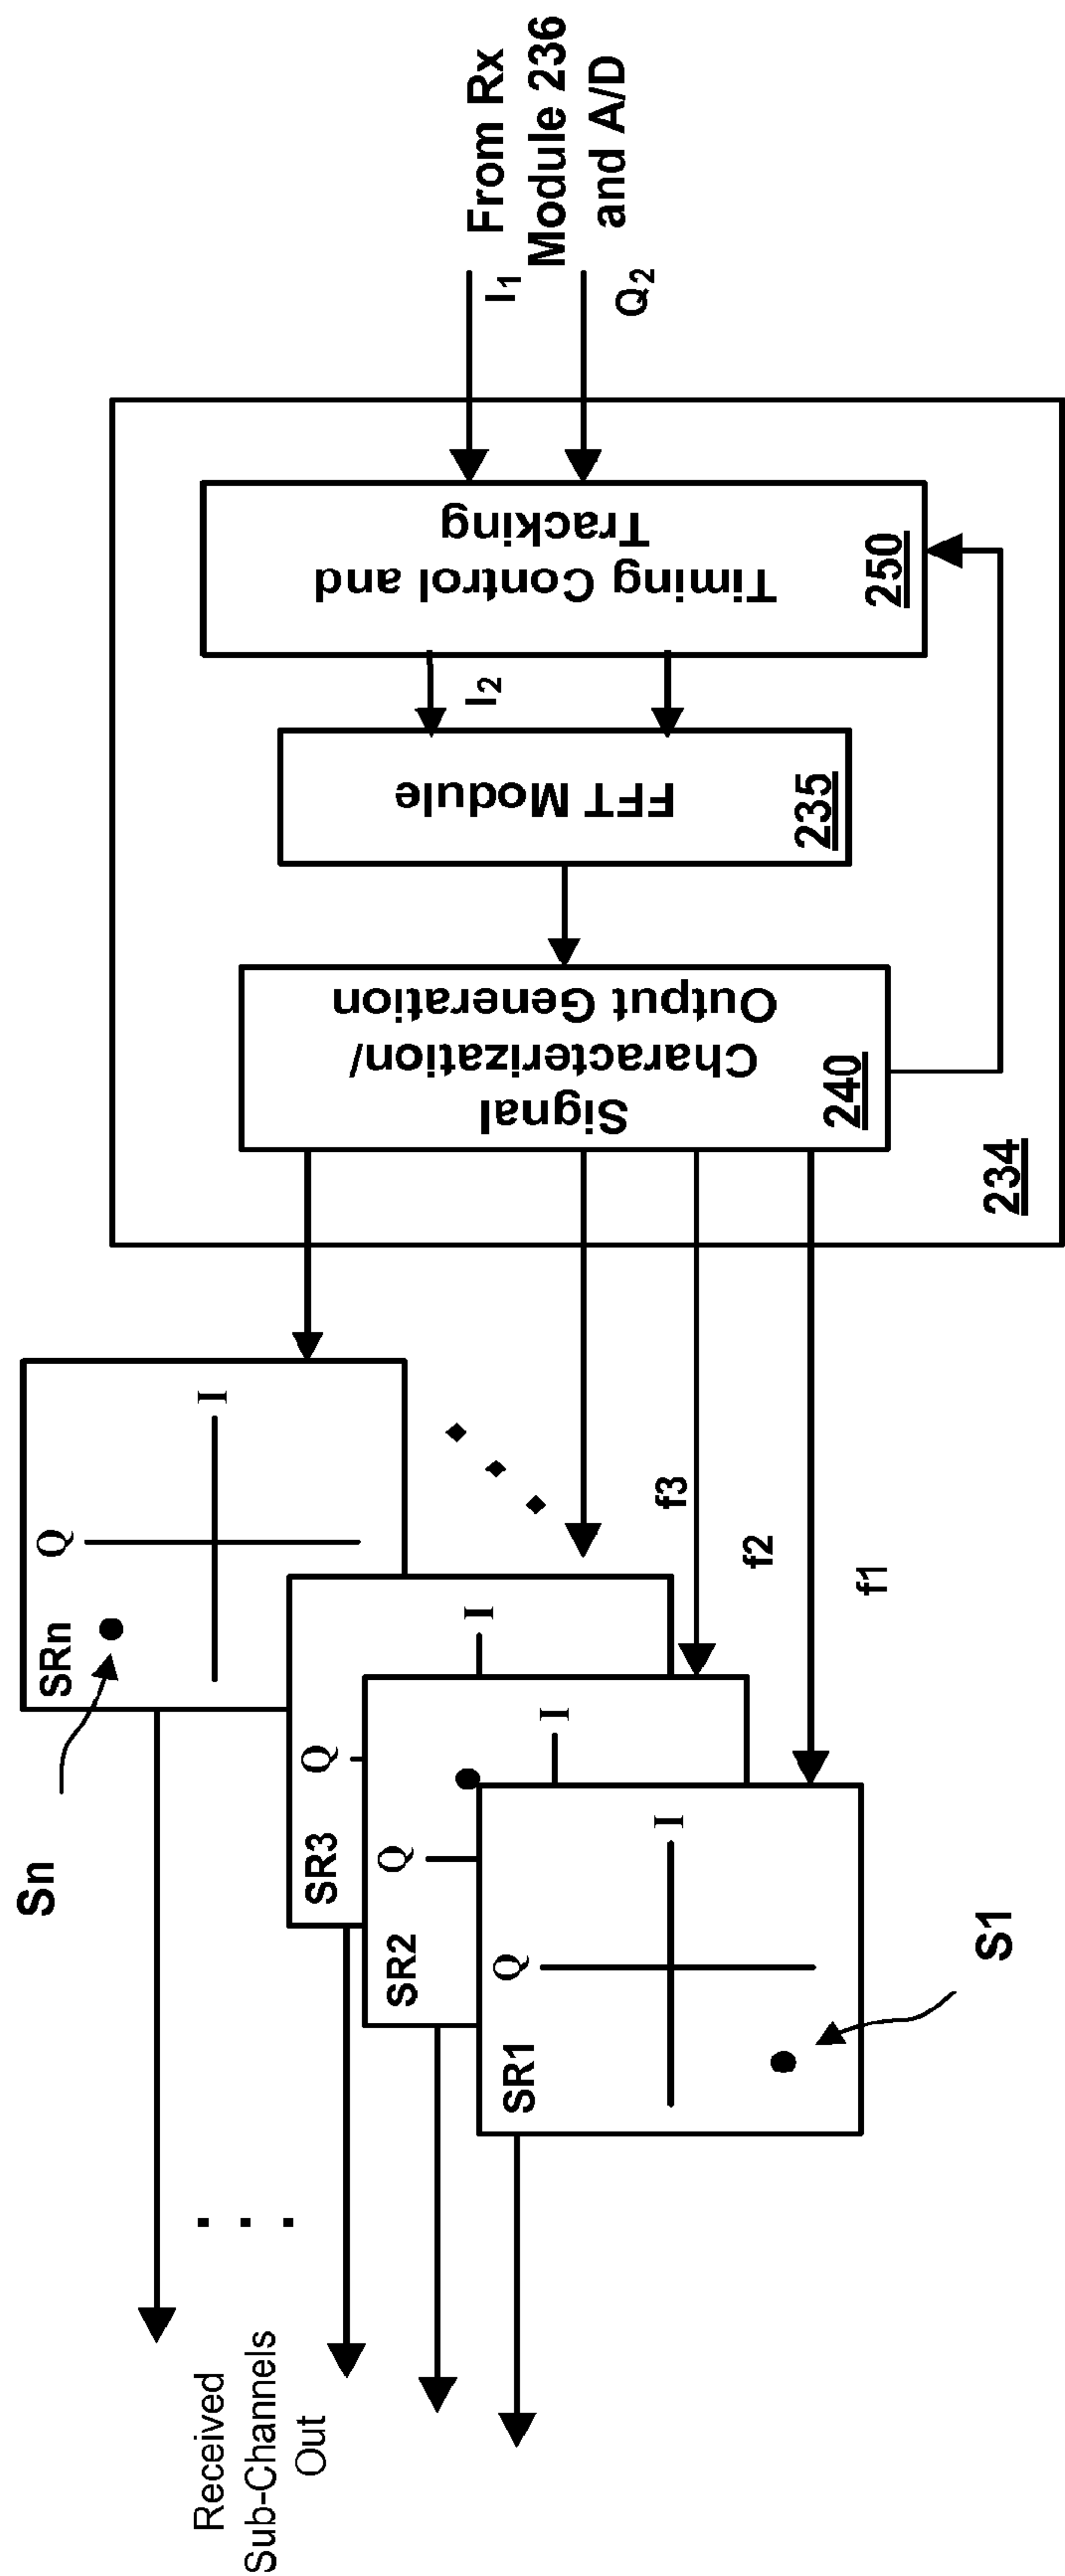 Received
Sub-Channels
Out
Sn
SRn
Q
I
SR3
Q
I
SR2
Q
I
SR1
Q
I
S1
f3
f2
f1
Signal
Characterization/
Output Generation
240
FFT Module
235
I2
Timing Control and
Tracking
250
234
I1
Q2
From Rx
Module 236
and A/D